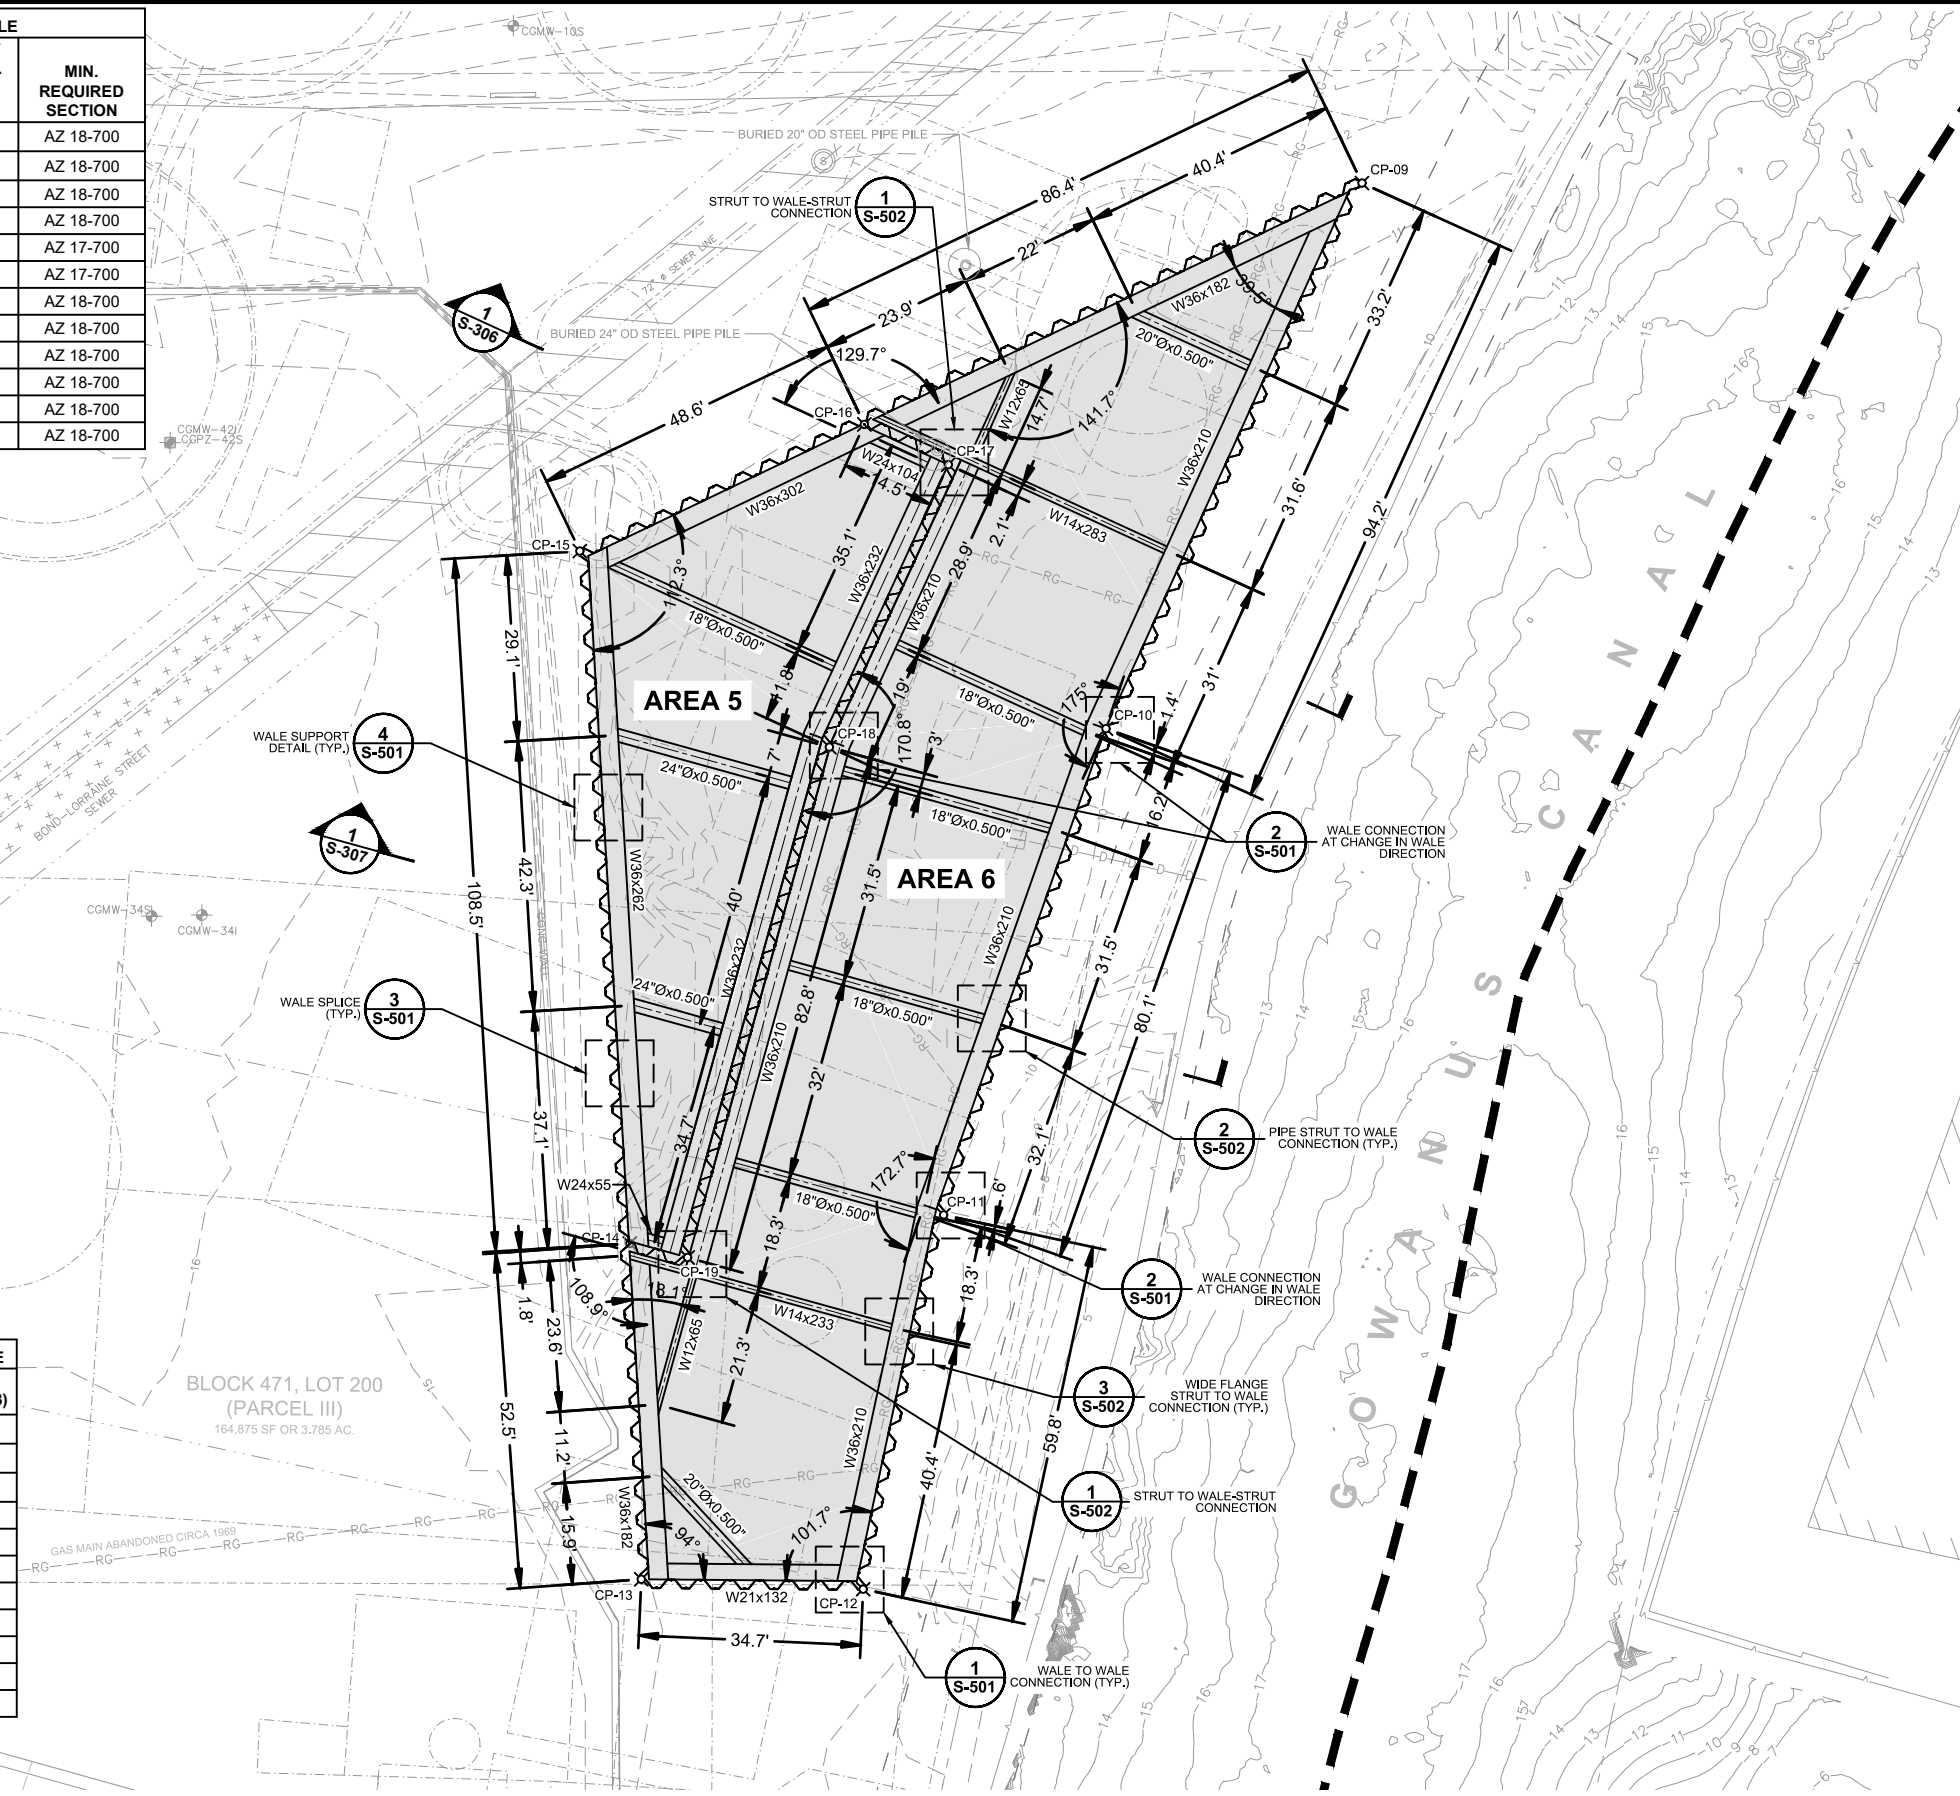 LE
MIN.
REQUIRED
SECTION
AZ 18-700
AZ 18-700
AZ 18-700
AZ 18-700
AZ 17-700
AZ 17-700
AZ 18-700
AZ 18-700
AZ 18-700
AZ 18-700
AZ 18-700
AZ 18-700
CGMW-10S
BURIED 20" OD STEEL PIPE PILE
STRUT TO WALE-STRUT
CONNECTION
1
S-502
86.4'
40.4'
CP-09
22'
23.9'
72" Ø SEWER LINE
1
S-306
BURIED 24" OD STEEL PIPE PILE
129.7°
W36x182
39.5°
33.2'
20"Øx0.500"
CP-16
48.6'
W12x65
14.7'
141.7°
CGMW-42I
CGPZ-42S
CP-17
W24x104
14.5'
W36x302
W36x210
W14x283
2.1'
31.6'
94.2'
CP-15
35.1'
28.9'
W36x232
W36x210
112.3°
18"Øx0.500"
29.1'
11.8'
19'
18"Øx0.500"
175°
31'
AREA 5
CP-10
1.4'
CP-18
170.8°
3'
7'
WALE SUPPORT
DETAIL (TYP.)
4
S-501
24"Øx0.500"
BOND-LORRAINE STREET
SEWER
16.2'
18"Øx0.500"
2
S-501
WALE CONNECTION
AT CHANGE IN WALE
DIRECTION
1
S-307
108.5'
42.3'
W36x262
40'
31.5'
AREA 6
CGMW-34S
CGMW-34I
W36x232
W36x210
31.5'
WALE SPLICE
(TYP.)
3
S-501
24"Øx0.500"
82.8'
18"Øx0.500"
80.1'
W36x210
37.1'
32'
34.7'
32.1'
2
S-502
PIPE STRUT TO WALE
CONNECTION (TYP.)
172.7°
W24x55
18"Øx0.500"
CP-11
.6'
CP-14
18.3'
CP-19
18.1°
108.9°
1.8'
23.6'
W14x233
18.3'
2
S-501
WALE CONNECTION
AT CHANGE IN WALE
DIRECTION
W12x65
21.3'
BLOCK 471, LOT 200
(PARCEL III)
164,875 SF OR 3.785 AC.
3
S-502
WIDE FLANGE
STRUT TO WALE
CONNECTION (TYP.)
52.5'
11.2'
W36x210
59.8'
40.4'
20"Øx0.500"
1
S-502
STRUT TO WALE-STRUT
CONNECTION
W36x182
15.9'
94°
101.7°
GAS MAIN ABANDONED CIRCA 1969
CP-13
W21x132
CP-12
34.7'
1
S-501
WALE TO WALE
CONNECTION (TYP.)
GOWANUS CANAL